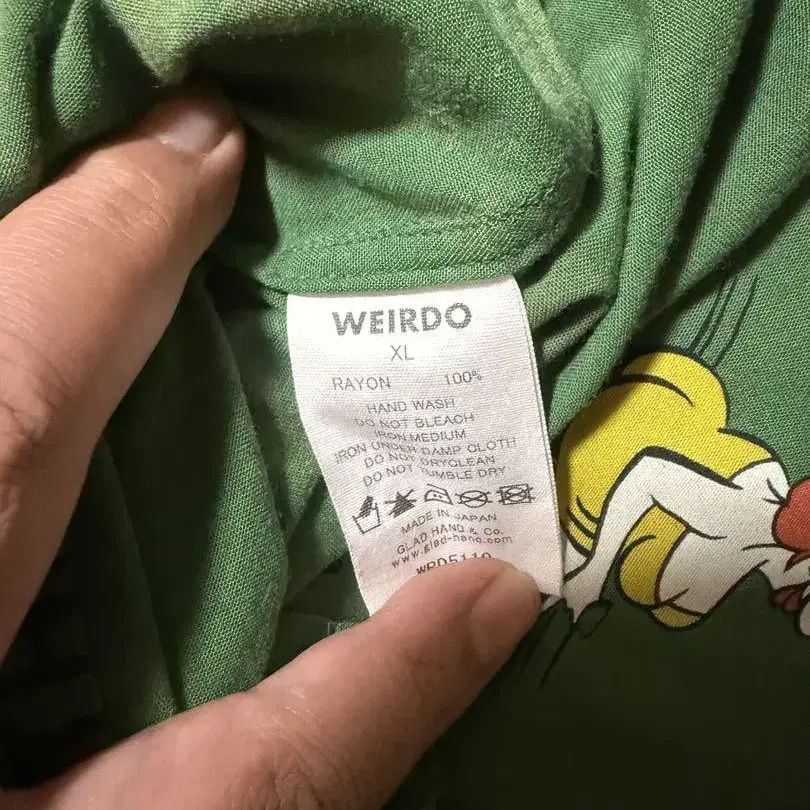 WEIRDO
XL
RAYON 100%
HAND WASH
DO NOT BLEACH
IRON MEDIUM
IRON UNDER DAMP CLOTH
DO NOT DRYCLEAN
DO NOT TUMBLE DRY
MADE IN JAPAN
GLAD HAND & Co.
www.glad-hand.com